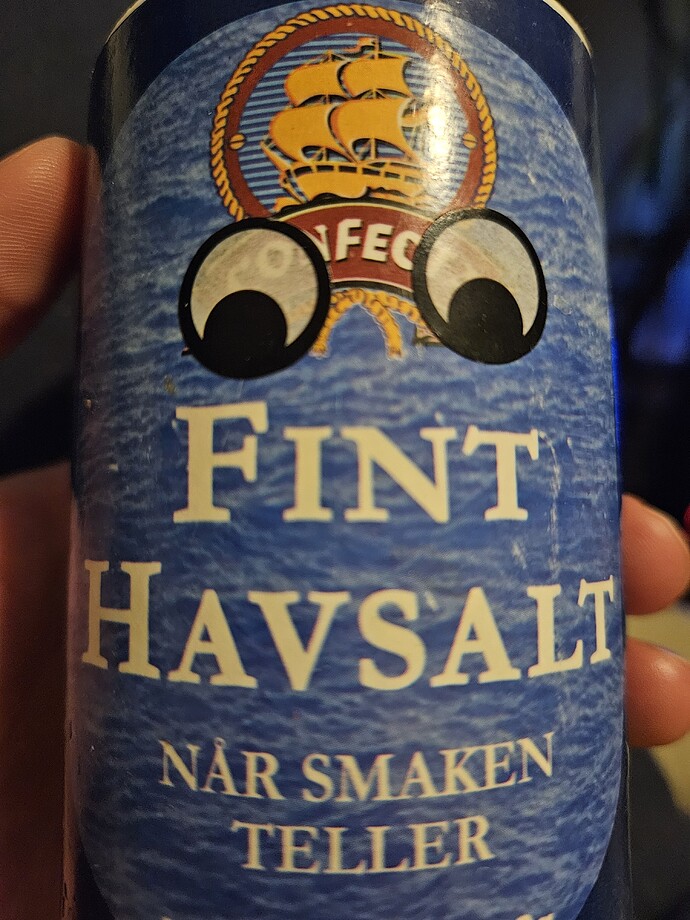 FINT
HAVSALT
NÅR SMAKEN
TELLER